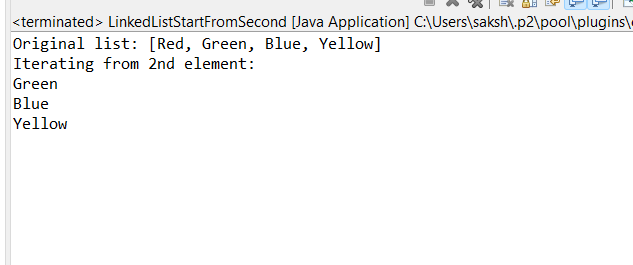 <terminated> LinkedListStartFromSecond [Java Application] C:\Users\saksh\.p2\pool\plugins\
Original list: [Red, Green, Blue, Yellow]
Iterating from 2nd element:
Green
Blue
Yellow